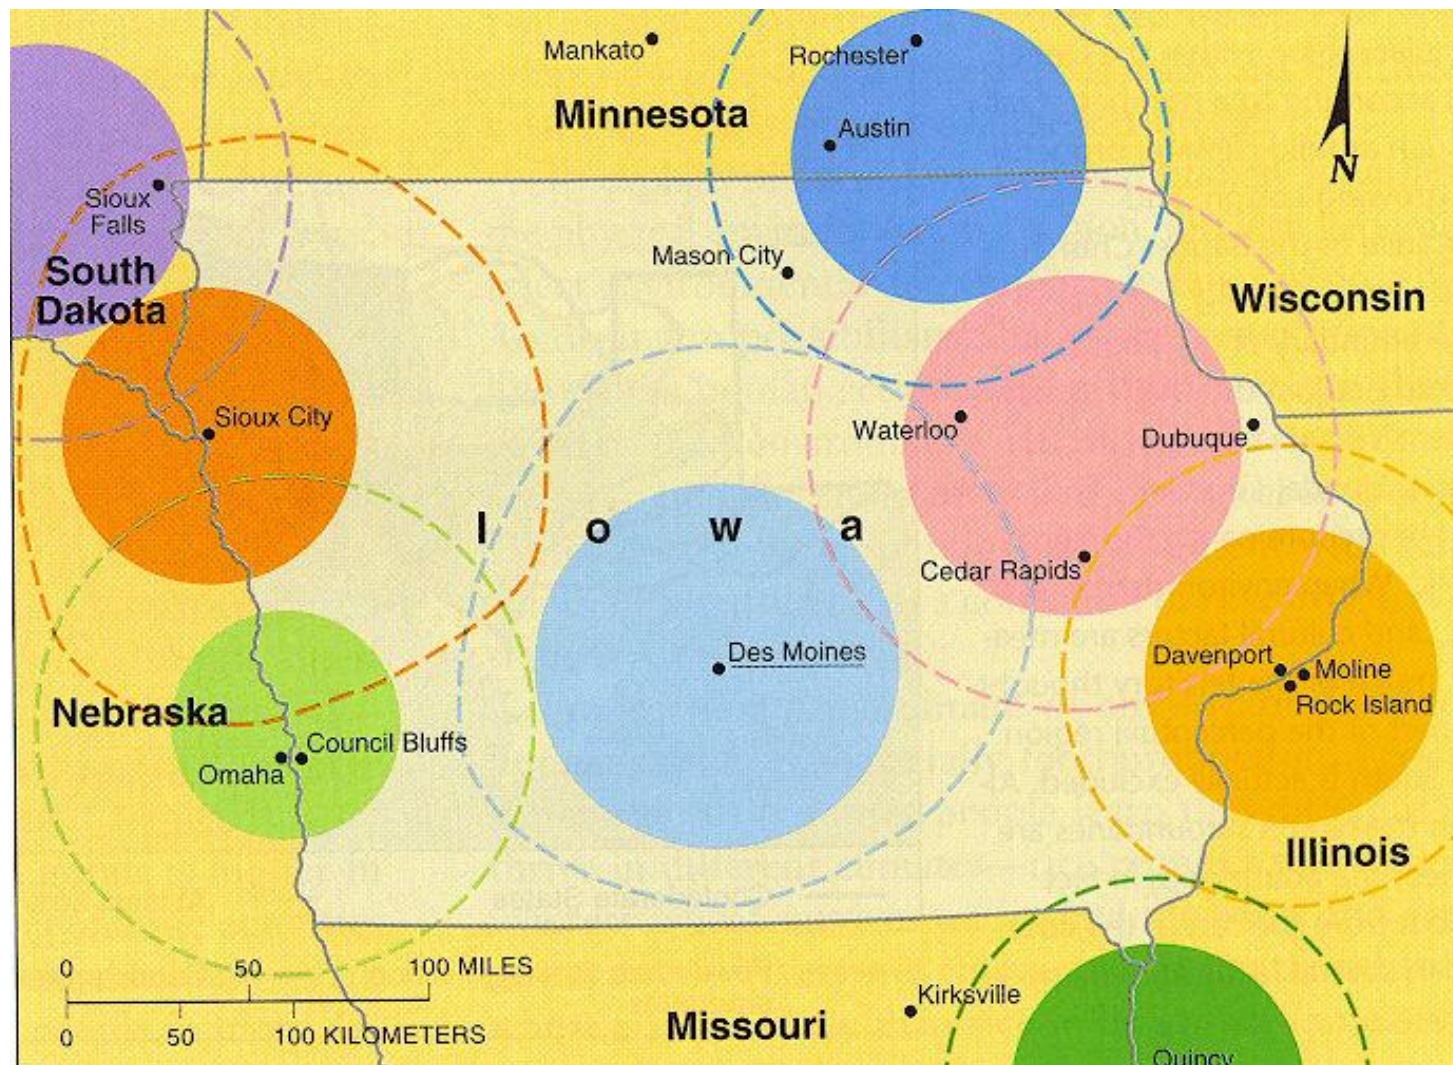 Mankato
Rochester
Minnesota
Austin
N
Sioux
Falls
South
Dakota
Mason City
Wisconsin
Sioux City
Waterloo
Dubuque
I o w a
Cedar Rapids
Des Moines
Davenport
Moline
Rock Island
Nebraska
Council Bluffs
Omaha
Illinois
0 50 100 MILES
0 50 100 KILOMETERS
Kirksville
Missouri
Quincy